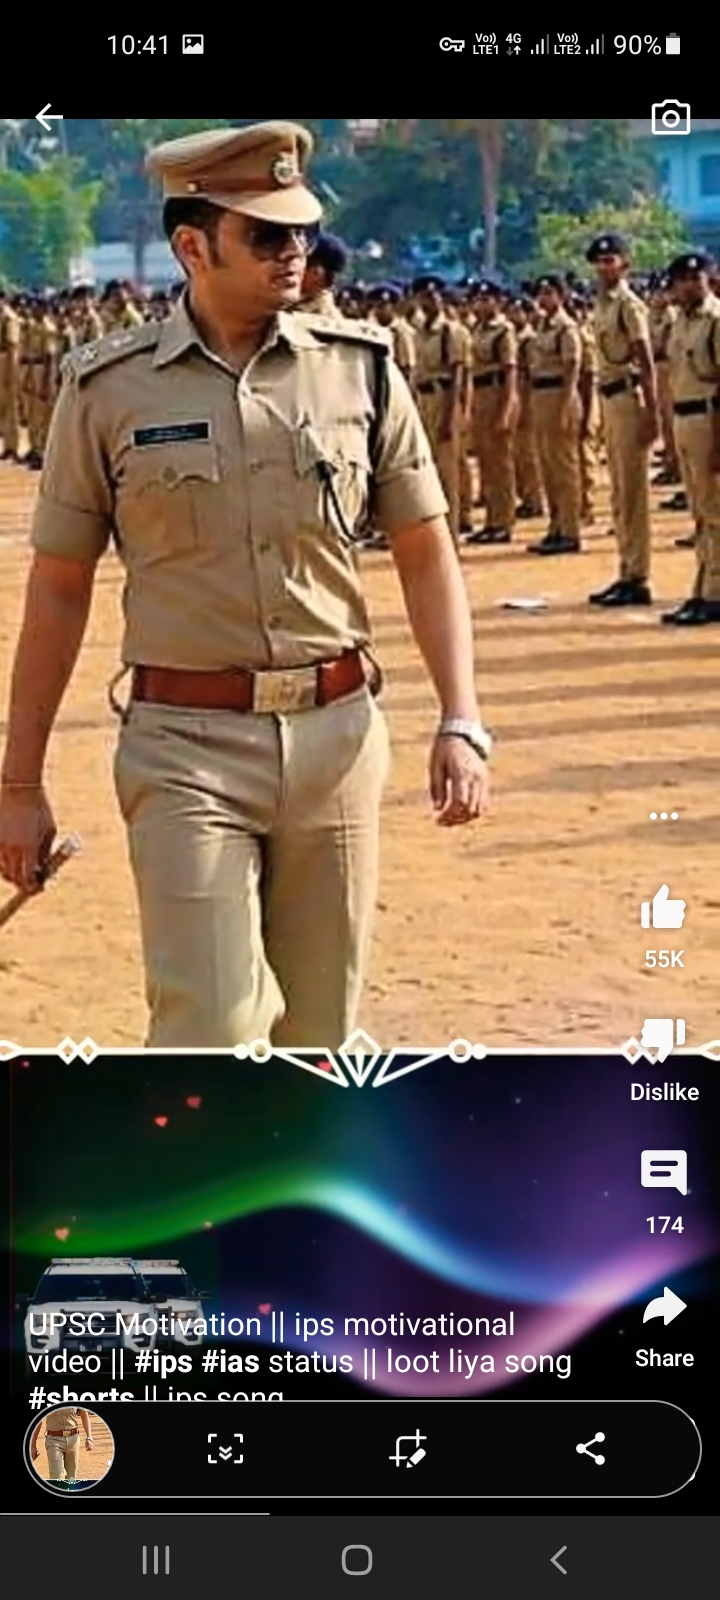 10:41
Vo)) 4G Vo)) 90%
LTE1 LTE2
55K
Dislike
174
Share
UPSC Motivation || ips motivational
video || #ips #ias status || loot liya song
#shorts || ips song